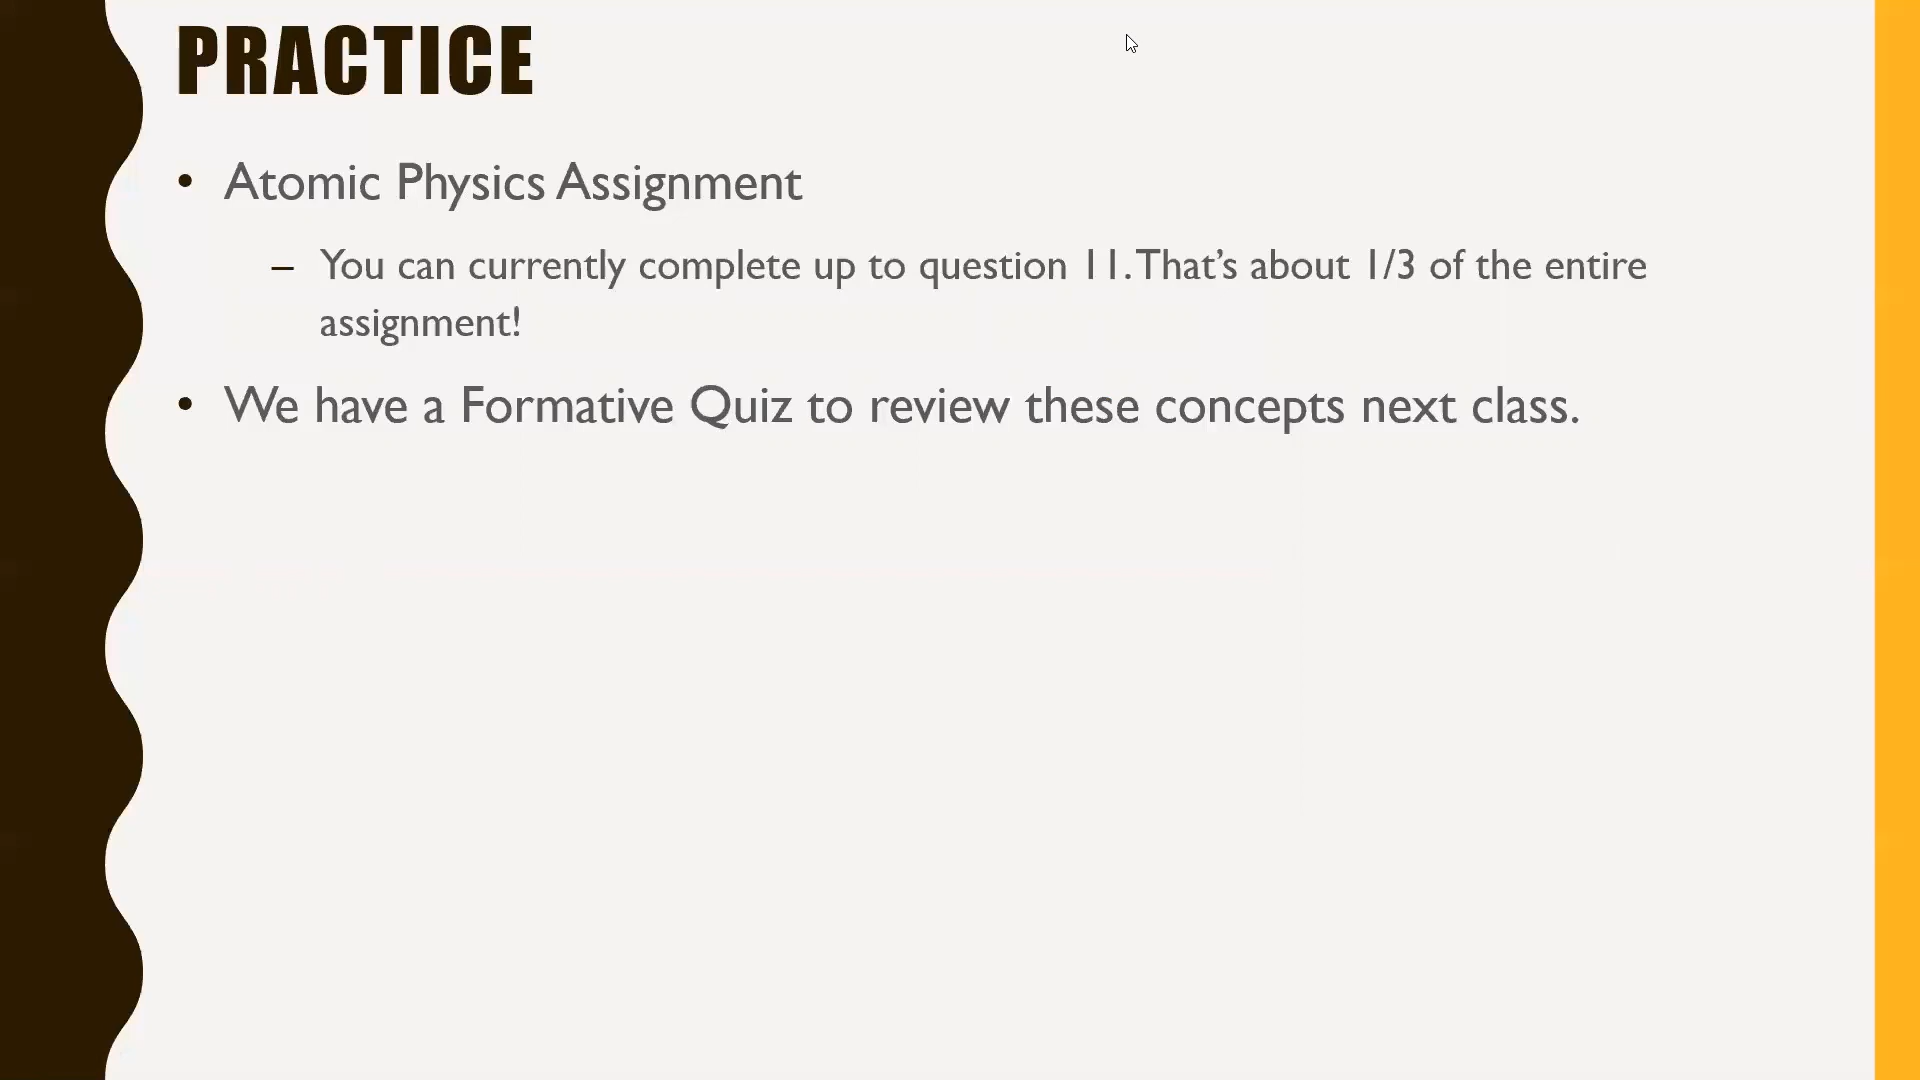 PRACTICE
• Atomic Physics Assignment
– You can currently complete up to question 11. That’s about 1/3 of the entire
assignment!
• We have a Formative Quiz to review these concepts next class.